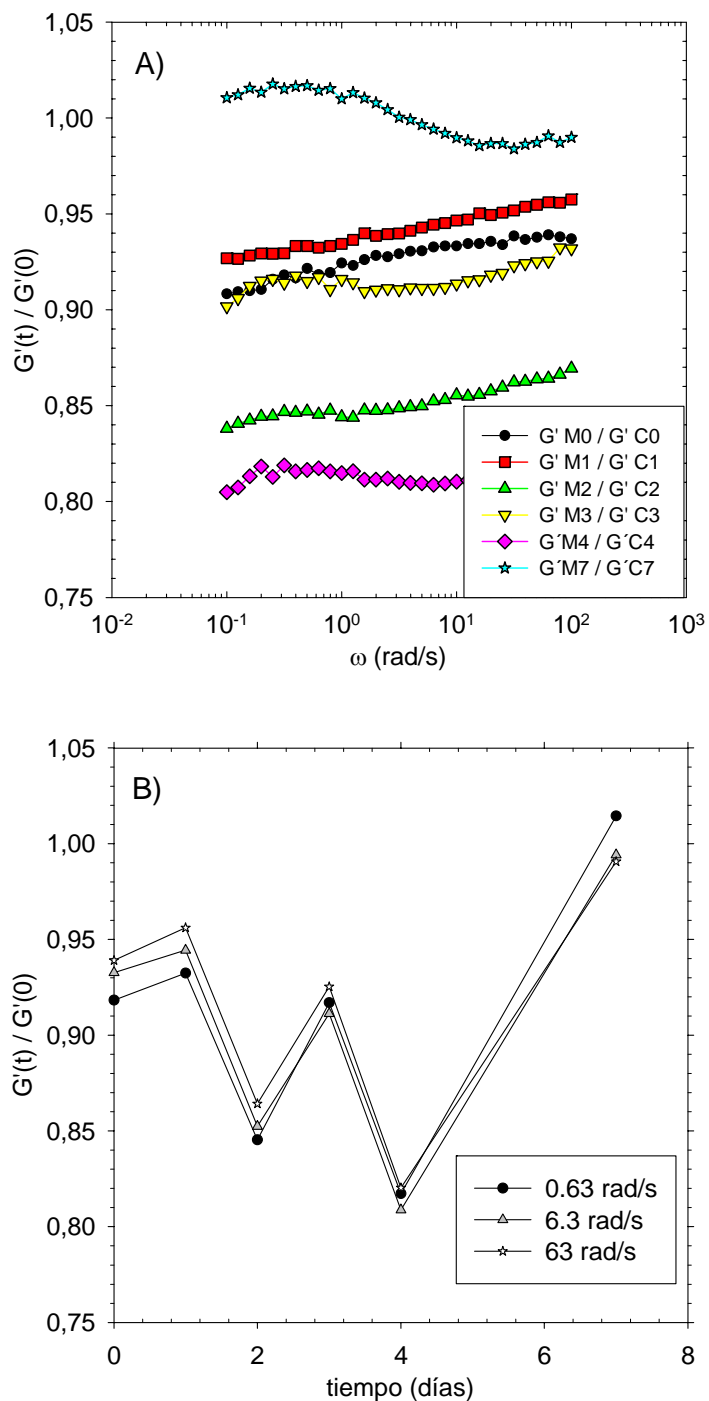 A)
1,05
1,00
0,95
0,90
0,85
0,80
0,75
G'(t) / G'(0)
G' M0 / G' C0
G' M1 / G' C1
G' M2 / G' C2
G' M3 / G' C3
G´M4 / G´C4
G´M7 / G´C7
10-2 10-1 100 101 102 103
ω (rad/s)
B)
1,05
1,00
0,95
0,90
0,85
0,80
0,75
G'(t) / G'(0)
0.63 rad/s
6.3 rad/s
63 rad/s
0 2 4 6 8
tiempo (días)